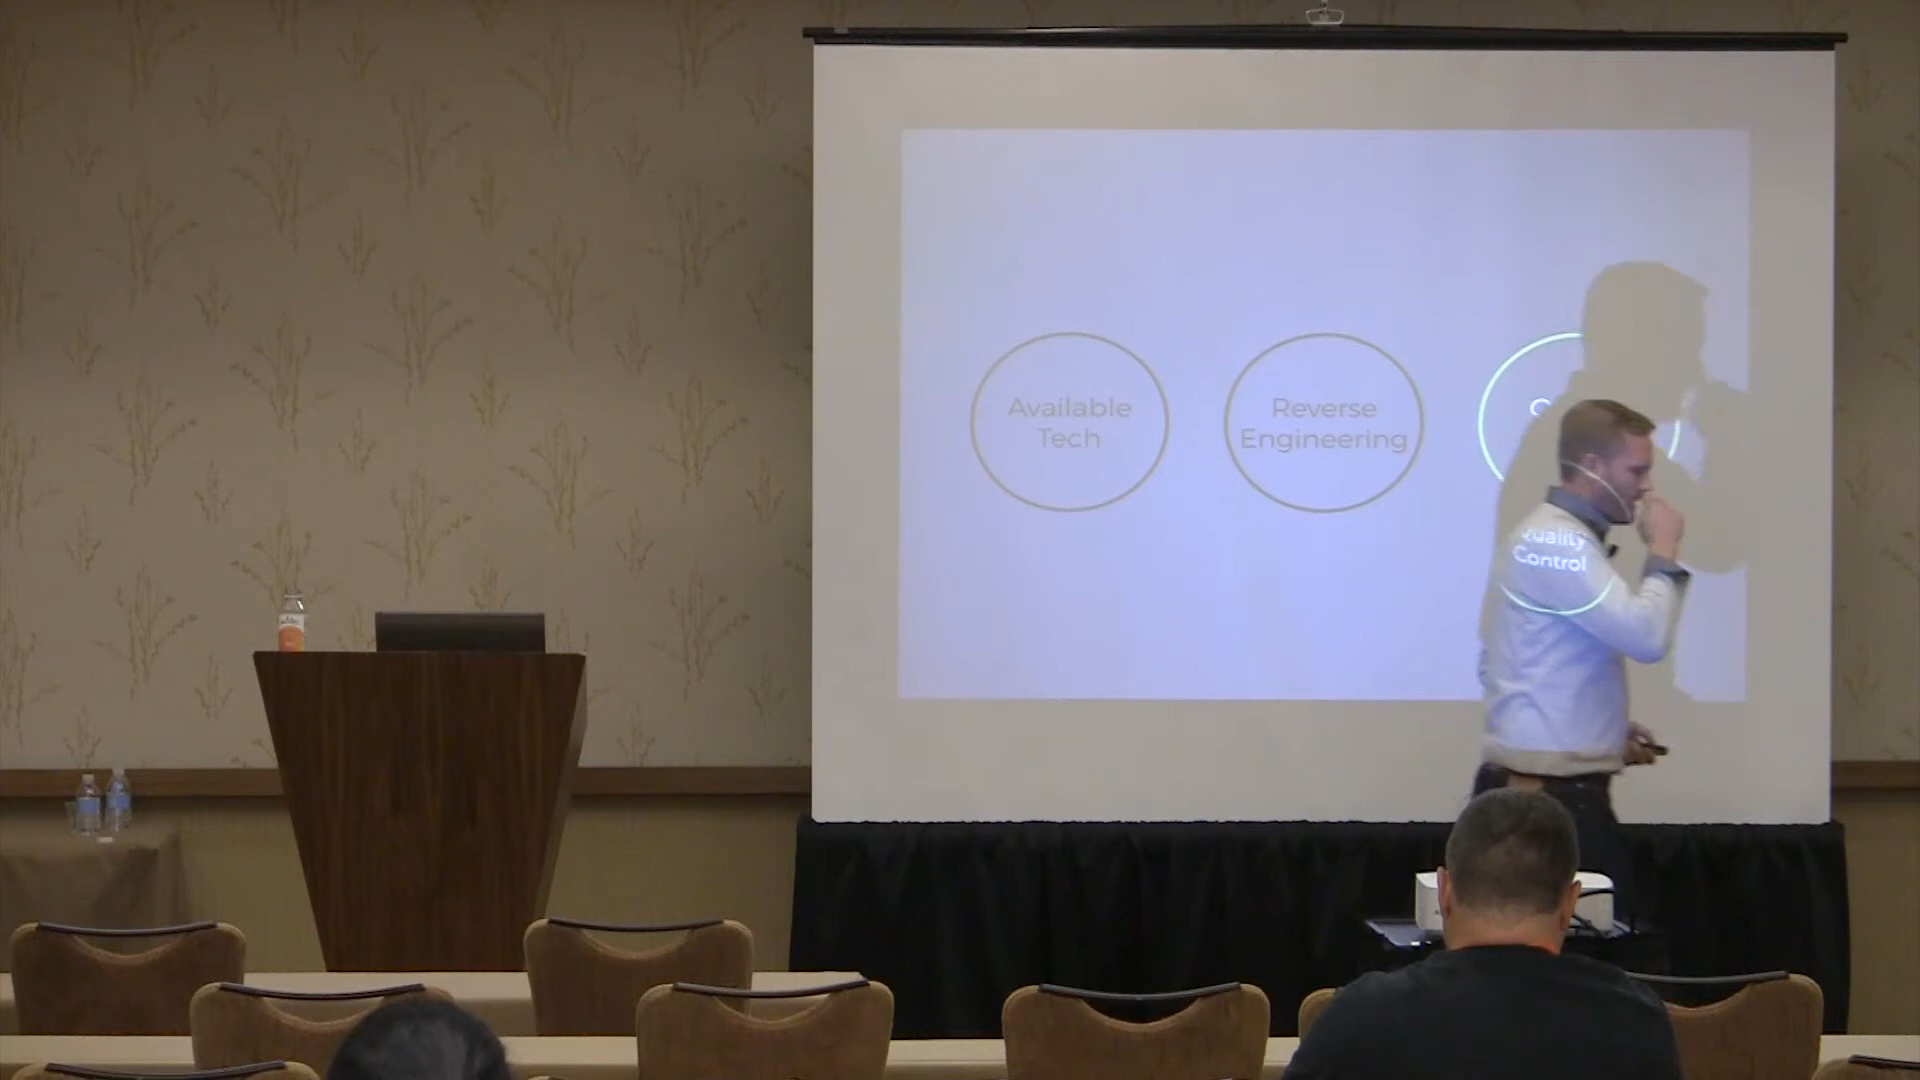 Available
Tech
Reverse
Engineering
Quality
Control